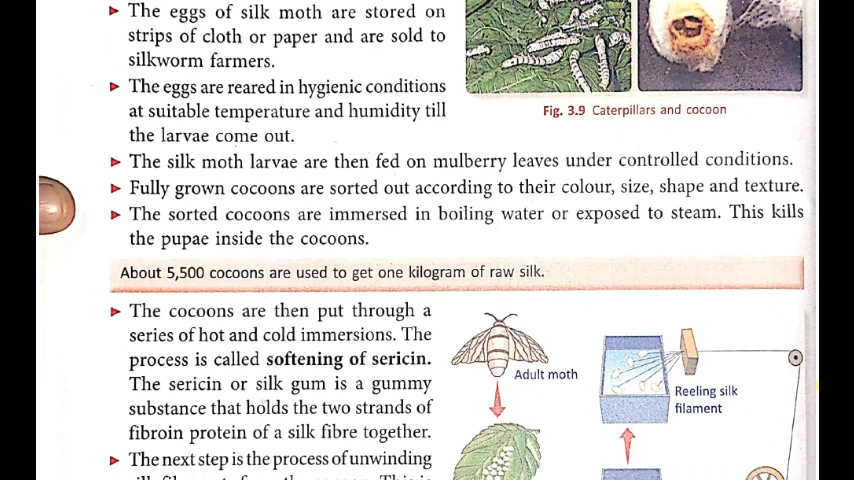 ▸ The eggs of silk moth are stored on
strips of cloth or paper and are sold to
silkworm farmers.
▸ The eggs are reared in hygienic conditions
at suitable temperature and humidity till
the larvae come out.
Fig. 3.9 Caterpillars and cocoon
▸ The silk moth larvae are then fed on mulberry leaves under controlled conditions.
▸ Fully grown cocoons are sorted out according to their colour, size, shape and texture.
▸ The sorted cocoons are immersed in boiling water or exposed to steam. This kills
the pupae inside the cocoons.
About 5,500 cocoons are used to get one kilogram of raw silk.
▸ The cocoons are then put through a
series of hot and cold immersions. The
process is called softening of sericin.
The sericin or silk gum is a gummy
substance that holds the two strands of
fibroin protein of a silk fibre together.
▸ The next step is the process of unwinding
Adult moth
Reeling silk
filament